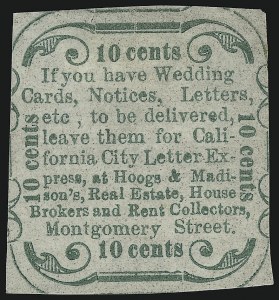 10 cents
If you have Wedding
Cards, Notices, Letters,
etc, to be delivered,
leave them for Cali-
fornia City Letter Ex-
press, at Hoogs & Madi-
son's, Real Estate, House
Brokers and Rent Collectors,
Montgomery Street.
10 cents
10 cents
10 cents